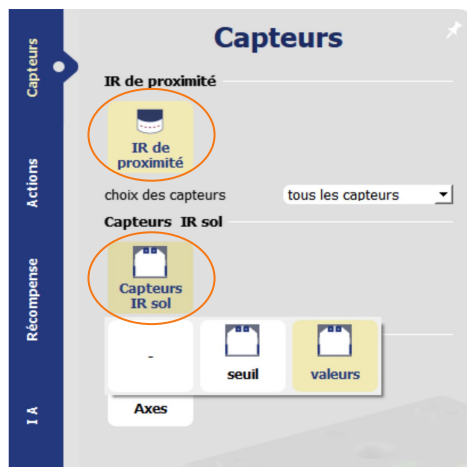 Capteurs
Actions
Récompense
I A
Capteurs
IR de proximité
IR de
proximité
choix des capteurs tous les capteurs
Capteurs IR sol
Capteurs
IR sol
- seuil valeurs
Axes